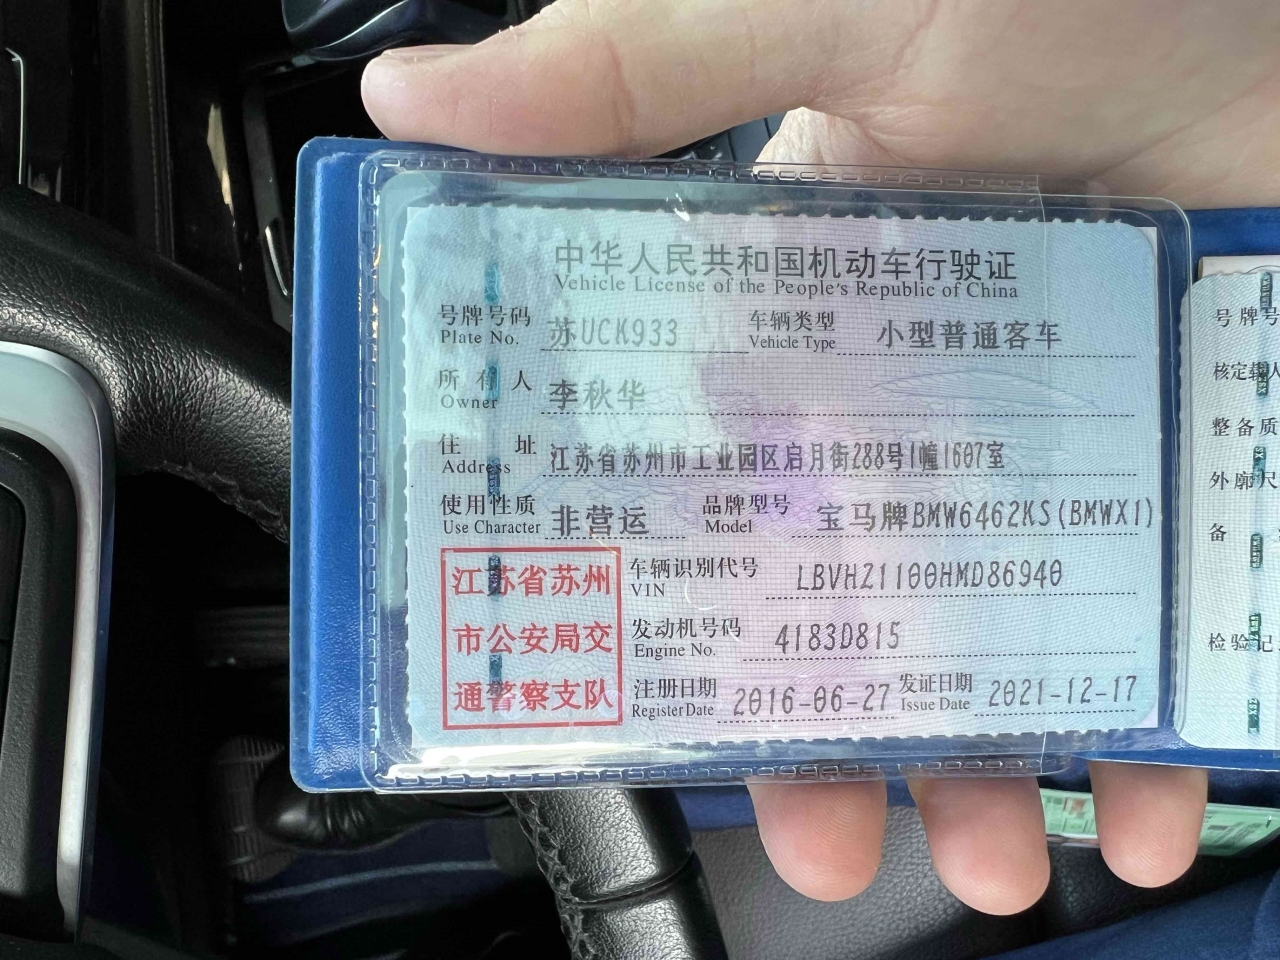 中华人民共和国机动车行驶证
Vehicle License of the People's Republic of China
号牌号码 苏UCK933 车辆类型 小型普通客车
Plate No. Vehicle Type
所有人 李秋华
Owner
住址 江苏省苏州市工业园区启月街288号1幢1607室
Address
使用性质 非营运 品牌型号 宝马牌BMW6462KS(BMWX1)
Use Character Model
江苏省苏州
市公安局交
通警察支队
车辆识别代号 LBVHZ1100HMD86940
VIN
发动机号码 4183D815
Engine No.
注册日期 2016-06-27 发证日期 2021-12-17
Register Date Issue Date
号牌号
核定载人
整备质
外廓尺
备
检验记